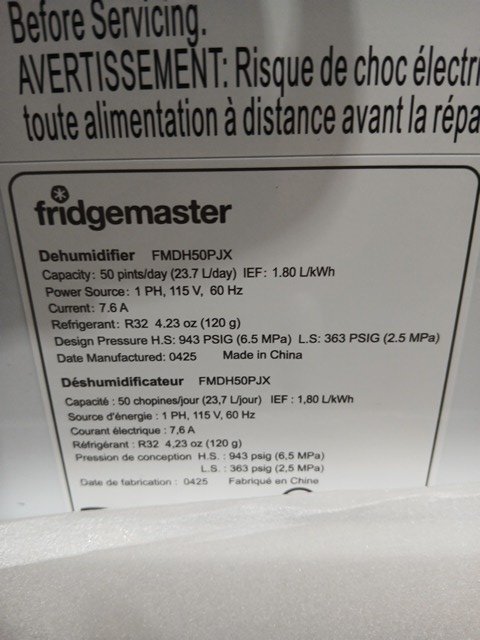 Before Servicing.
AVERTISSEMENT: Risque de choc électri
toute alimentation à distance avant la répa
fridgemaster
Dehumidifier FMDH50PJX
Capacity: 50 pints/day (23.7 L/day) IEF: 1.80 L/kWh
Power Source: 1 PH, 115 V, 60 Hz
Current: 7.6 A
Refrigerant: R32 4.23 oz (120 g)
Design Pressure H.S: 943 PSIG (6.5 MPa) L.S: 363 PSIG (2.5 MPa)
Date Manufactured: 0425 Made in China
Déshumidificateur FMDH50PJX
Capacité : 50 chopines/jour (23,7 L/jour) IEF : 1,80 L/kWh
Source d'énergie : 1 PH, 115 V, 60 Hz
Courant électrique : 7,6 A
Réfrigérant : R32 4,23 oz (120 g)
Pression de conception H.S. : 943 psig (6,5 MPa)
L.S. : 363 psig (2,5 MPa)
Date de fabrication : 0425 Fabriqué en Chine